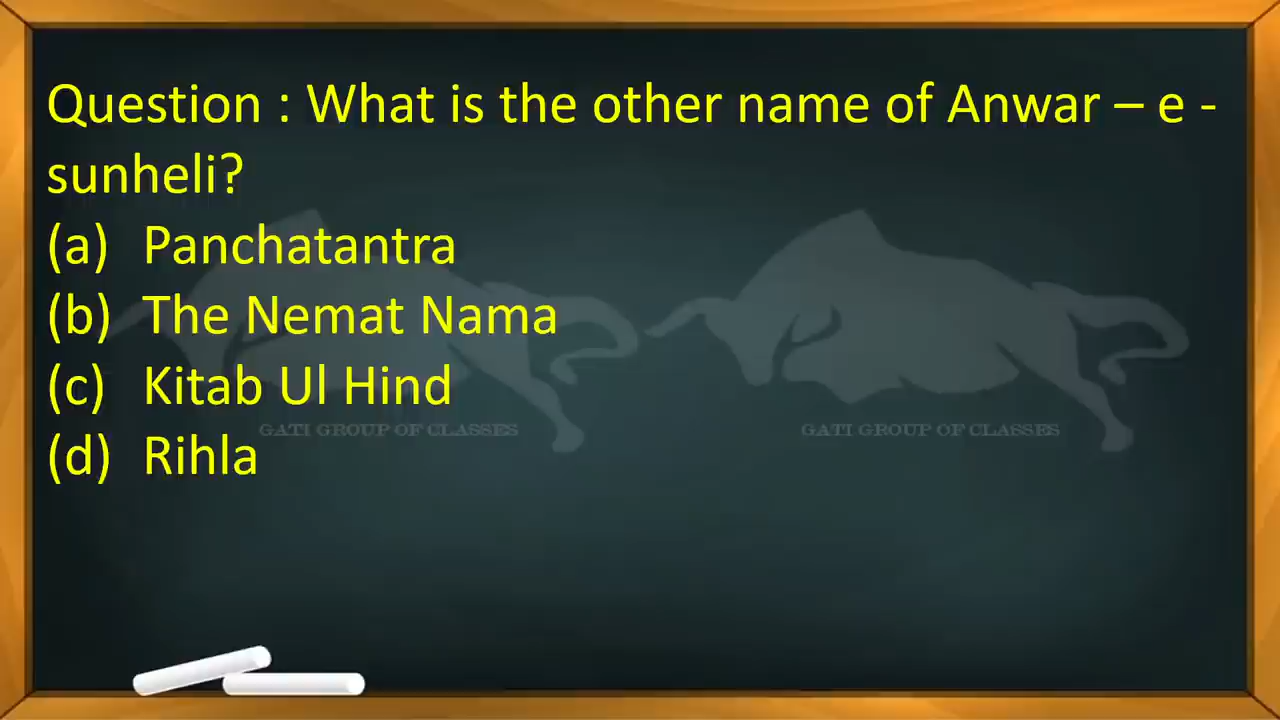 Question : What is the other name of Anwar – e -
sunheli?
(a) Panchatantra
(b) The Nemat Nama
(c) Kitab Ul Hind
GATI GROUP OF CLASSES GATI GROUP OF CLASSES
(d) Rihla